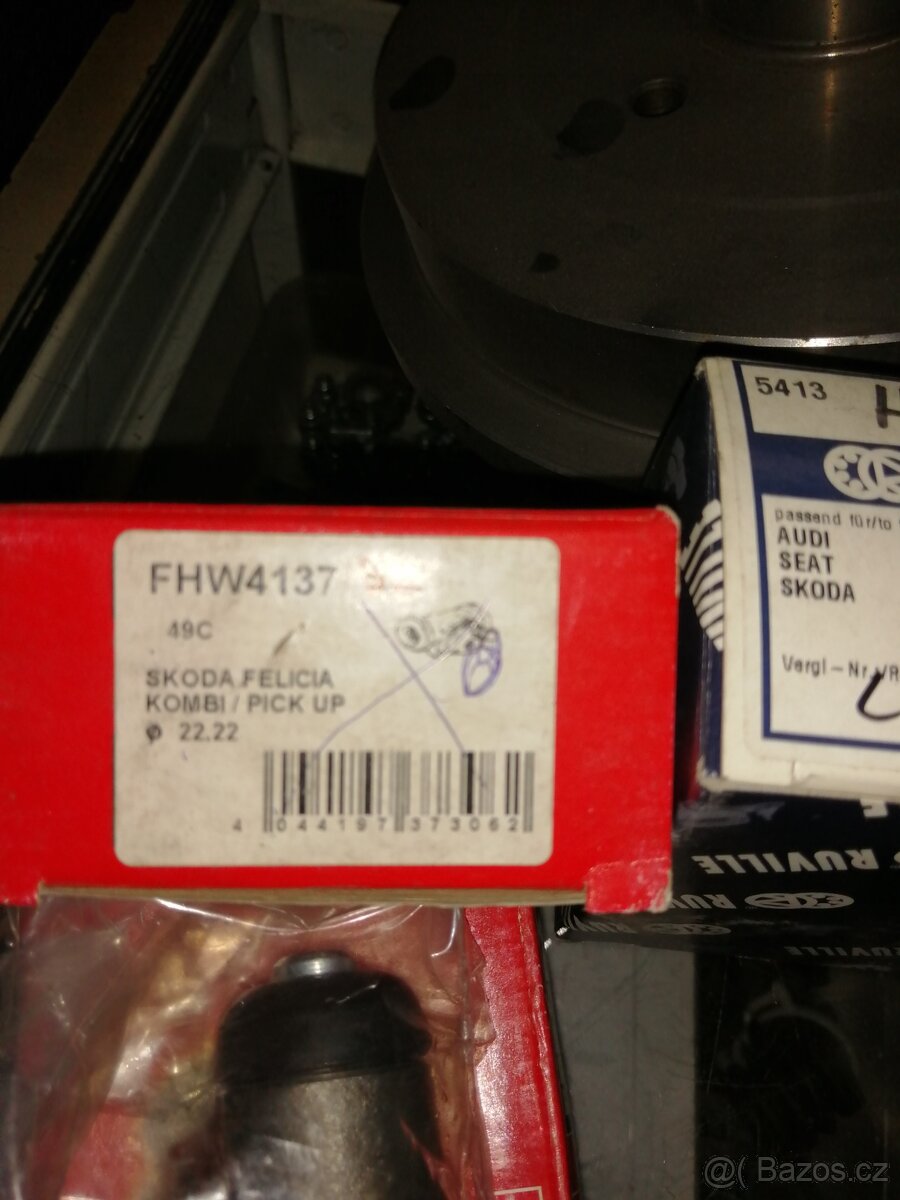 FHW4137
49C
SKODA FELICIA
KOMBI / PICK UP
ø 22.22
4 044197 373062
5413
passend für/to
AUDI
SEAT
SKODA
Vergl-Nr.
RUVILLE
RUVILLE
@( Bazos.cz